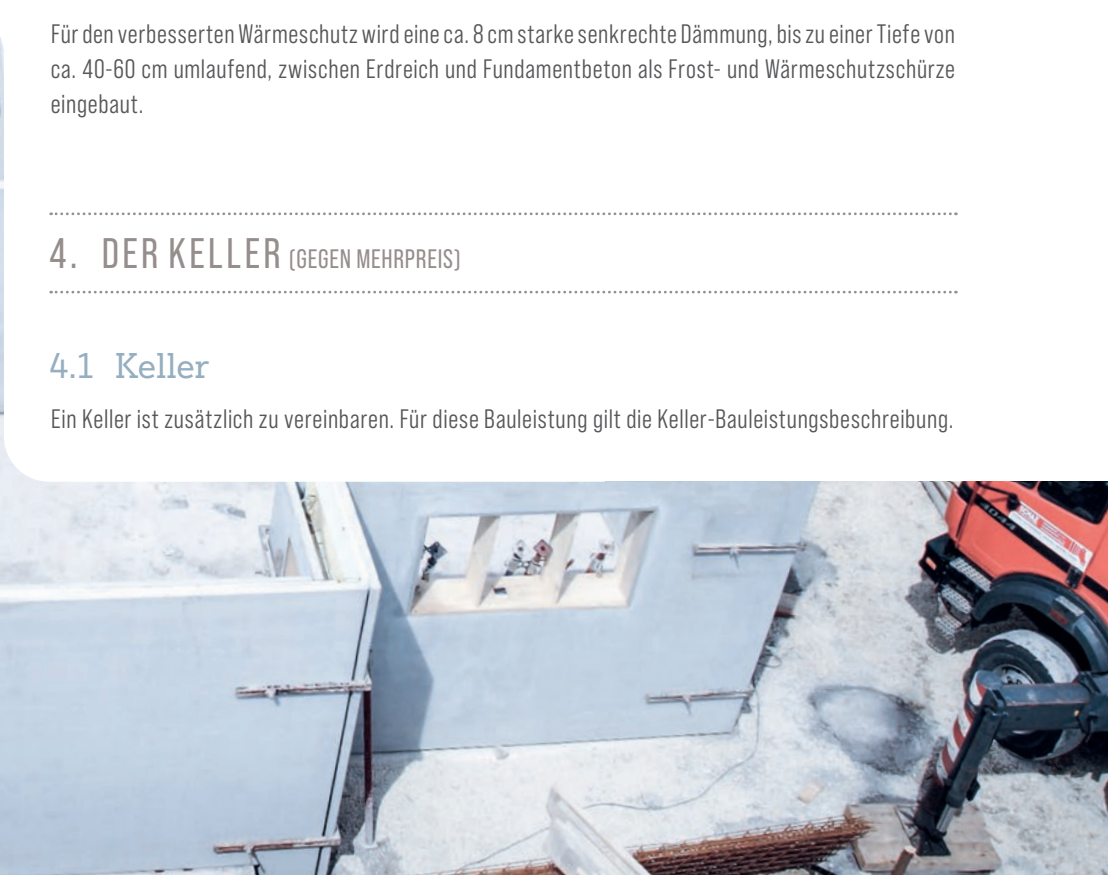 Für den verbesserten Wärmeschutz wird eine ca. 8 cm starke senkrechte Dämmung, bis zu einer Tiefe von
ca. 40-60 cm umlaufend, zwischen Erdreich und Fundamentbeton als Frost- und Wärmeschutzschürze
eingebaut.
4. DER KELLER (GEGEN MEHRPREIS)
4.1 Keller
Ein Keller ist zusätzlich zu vereinbaren. Für diese Bauleistung gilt die Keller-Bauleistungsbeschreibung.
4044